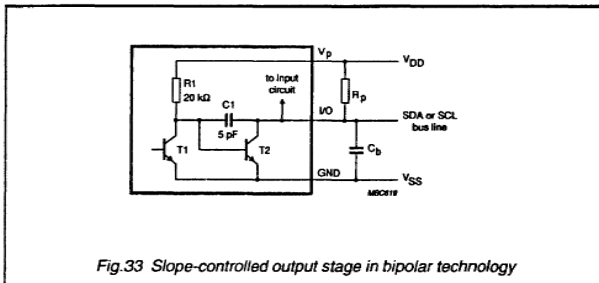 Vp
VDD
R1
20 kΩ
to input
circuit
Rp
C1
I/O
SDA or SCL
bus line
5 pF
T1
T2
Cb
GND
VSS
MBC619
Fig.33 Slope-controlled output stage in bipolar technology